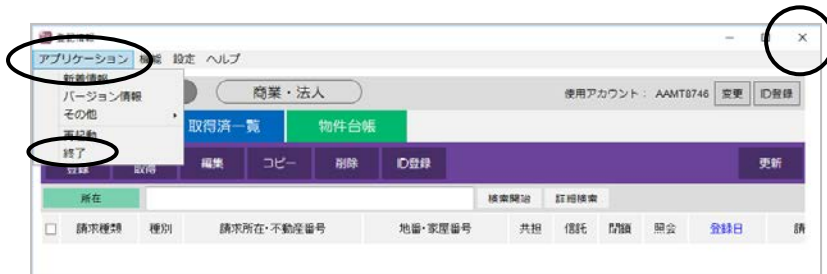 登記情報
アプリケーション 機能 設定 ヘルプ
新着情報
バージョン情報
その他
再起動
終了
商業・法人
使用アカウント: AAMT8746 変更 ID登録
取得済一覧 物件台帳
登録 取得 編集 コピー 削除 ID登録 更新
所在 検索開始 詳細検索
請求種類 種別 請求所在・不動産番号 地番・家屋番号 共担 信託 閉鎖 照会 登録日 請